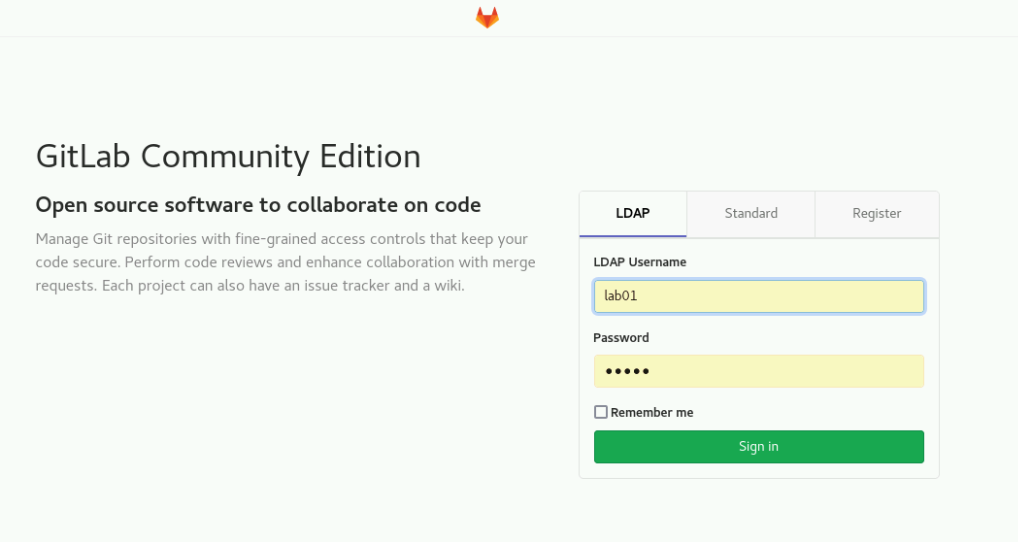 GitLab Community Edition
Open source software to collaborate on code
Manage Git repositories with fine-grained access controls that keep your
code secure. Perform code reviews and enhance collaboration with merge
requests. Each project can also have an issue tracker and a wiki.
LDAP
Standard
Register
LDAP Username
lab01
Password
•••••
Remember me
Sign in